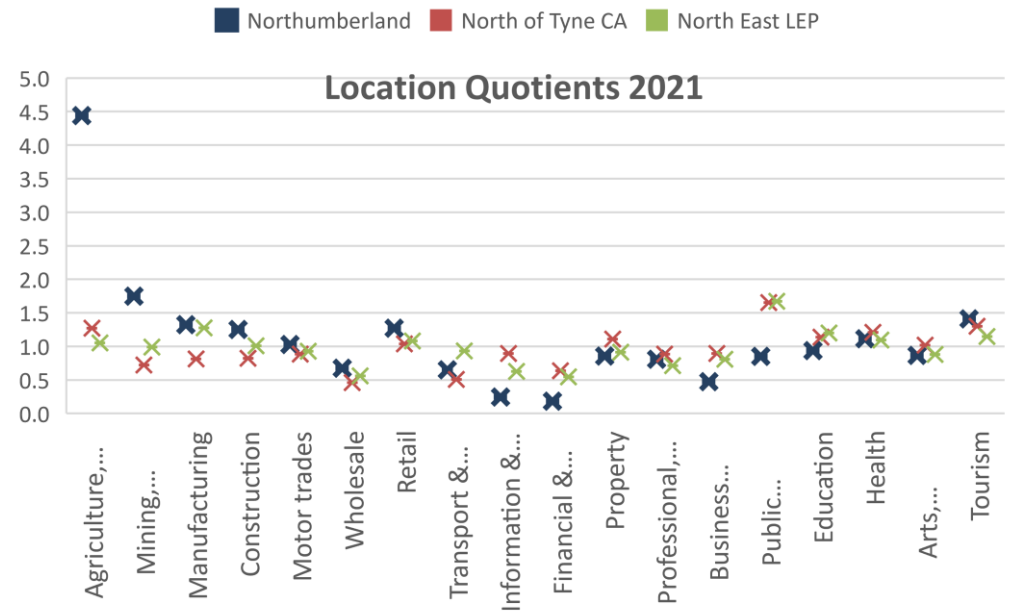 Northumberland North of Tyne CA North East LEP
Location Quotients 2021
5.0
4.5
4.0
3.5
3.0
2.5
2.0
1.5
1.0
0.5
0.0
Agriculture,...
Mining,...
Manufacturing
Construction
Motor trades
Wholesale
Retail
Transport &...
Information &...
Financial &...
Property
Professional,...
Business...
Public...
Education
Health
Arts,...
Tourism